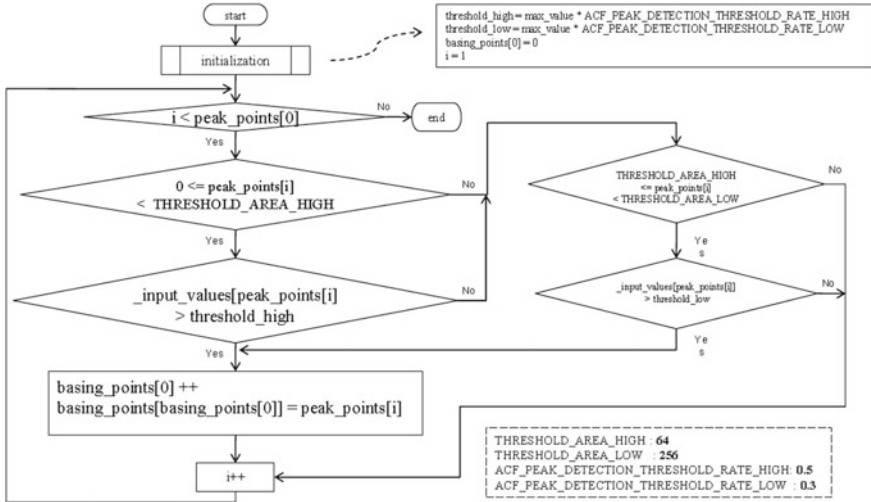 start
initialization
threshold_high = max_value * ACF_PEAK_DETECTION_THRESHOLD_RATE_HIGH
threshold_low = max_value * ACF_PEAK_DETECTION_THRESHOLD_RATE_LOW
basing_points[0] = 0
i = 1
i < peak_points[0]
No
end
Yes
0 <= peak_points[i]
< THRESHOLD_AREA_HIGH
No
THRESHOLD_AREA_HIGH
<= peak_points[i]
< THRESHOLD_AREA_LOW
No
Yes
Ye
s
_input_values[peak_points[i]
> threshold_high
No
_input_values[peak_points[i]]
> threshold_low
No
Yes
Ye
s
basing_points[0] ++
basing_points[basing_points[0]] = peak_points[i]
i++
THRESHOLD_AREA_HIGH : 64
THRESHOLD_AREA_LOW : 256
ACF_PEAK_DETECTION_THRESHOLD_RATE_HIGH: 0.5
ACF_PEAK_DETECTION_THRESHOLD_RATE_LOW : 0.3